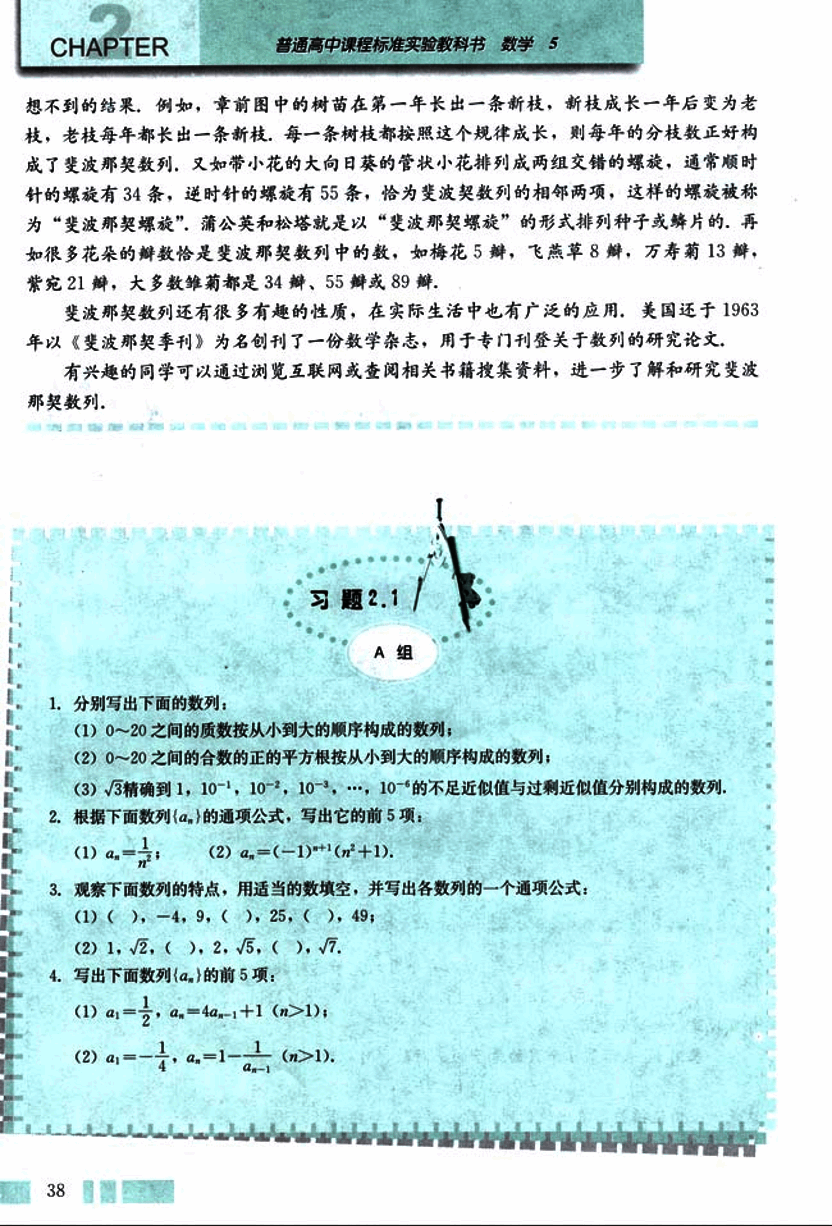 2
CHAPTER
普通高中课程标准实验教科书 数学 5
想不到的结果. 例如，章前图中的树苗在第一年长出一条新枝，新枝成长一年后变为老
枝，老枝每年都长出一条新枝. 每一条树枝都按照这个规律成长，则每年的分枝数正好构
成了斐波那契数列. 又如带小花的大向日葵的管状小花排列成两组交错的螺旋，通常顺时
针的螺旋有 34 条，逆时针的螺旋有 55 条，恰为斐波契数列的相邻两项，这样的螺旋被称
为“斐波那契螺旋”. 蒲公英和松塔就是以“斐波那契螺旋”的形式排列种子或鳞片的. 再
如很多花朵的瓣数恰是斐波那契数列中的数，如梅花 5 瓣，飞燕草 8 瓣，万寿菊 13 瓣，
紫宛 21 瓣，大多数雏菊都是 34 瓣、55 瓣或 89 瓣.
斐波那契数列还有很多有趣的性质，在实际生活中也有广泛的应用. 美国还于 1963
年以《斐波那契季刊》为名创刊了一份数学杂志，用于专门刊登关于数列的研究论文.
有兴趣的同学可以通过浏览互联网或查阅相关书籍搜集资料，进一步了解和研究斐波
那契数列.
习题2.1
A 组
1. 分别写出下面的数列：
（1）0～20 之间的质数按从小到大的顺序构成的数列；
（2）0～20 之间的合数的正的平方根按从小到大的顺序构成的数列；
（3）√3精确到 1，10⁻¹，10⁻²，10⁻³，…，10⁻⁶的不足近似值与过剩近似值分别构成的数列.
2. 根据下面数列{aₙ}的通项公式，写出它的前 5 项：
（1）aₙ=1/n²； （2）aₙ=(−1)ⁿ⁺¹(n²+1).
3. 观察下面数列的特点，用适当的数填空，并写出各数列的一个通项公式：
（1）（ ），−4，9，（ ），25，（ ），49；
（2）1，√2，（ ），2，√5，（ ），√7.
4. 写出下面数列{aₙ}的前 5 项：
（1）a₁=1/2，aₙ=4aₙ₋₁+1（n>1）；
（2）a₁=−1/4，aₙ=1−1/aₙ₋₁（n>1）.
38